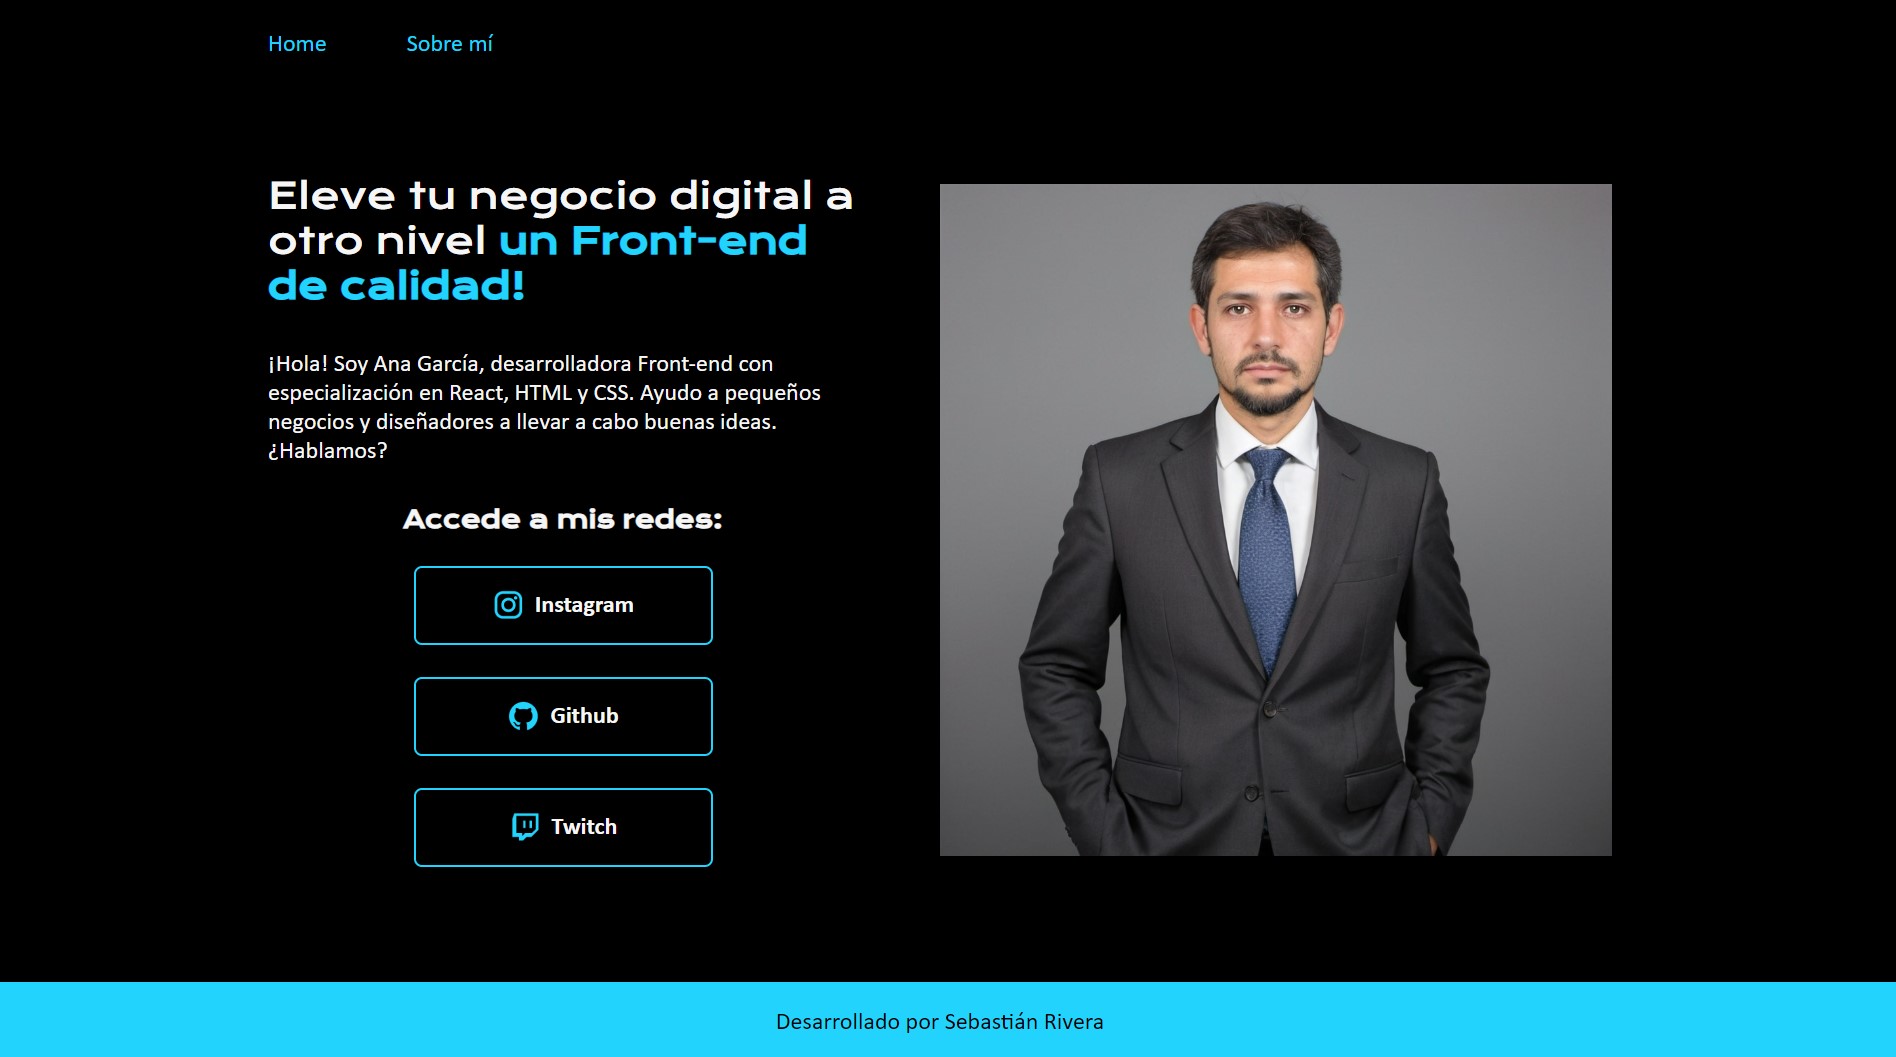 Home
Sobre mí
Eleve tu negocio digital a
otro nivel un Front-end
de calidad!
¡Hola! Soy Ana García, desarrolladora Front-end con
especialización en React, HTML y CSS. Ayudo a pequeños
negocios y diseñadores a llevar a cabo buenas ideas.
¿Hablamos?
Accede a mis redes:
Instagram
Github
Twitch
Desarrollado por Sebastián Rivera